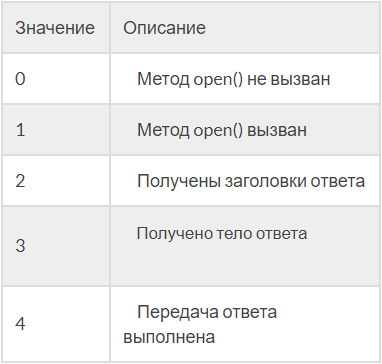 Значение Описание
0 Метод open() не вызван
1 Метод open() вызван
2 Получены заголовки ответа
3 Получено тело ответа
4 Передача ответа
выполнена